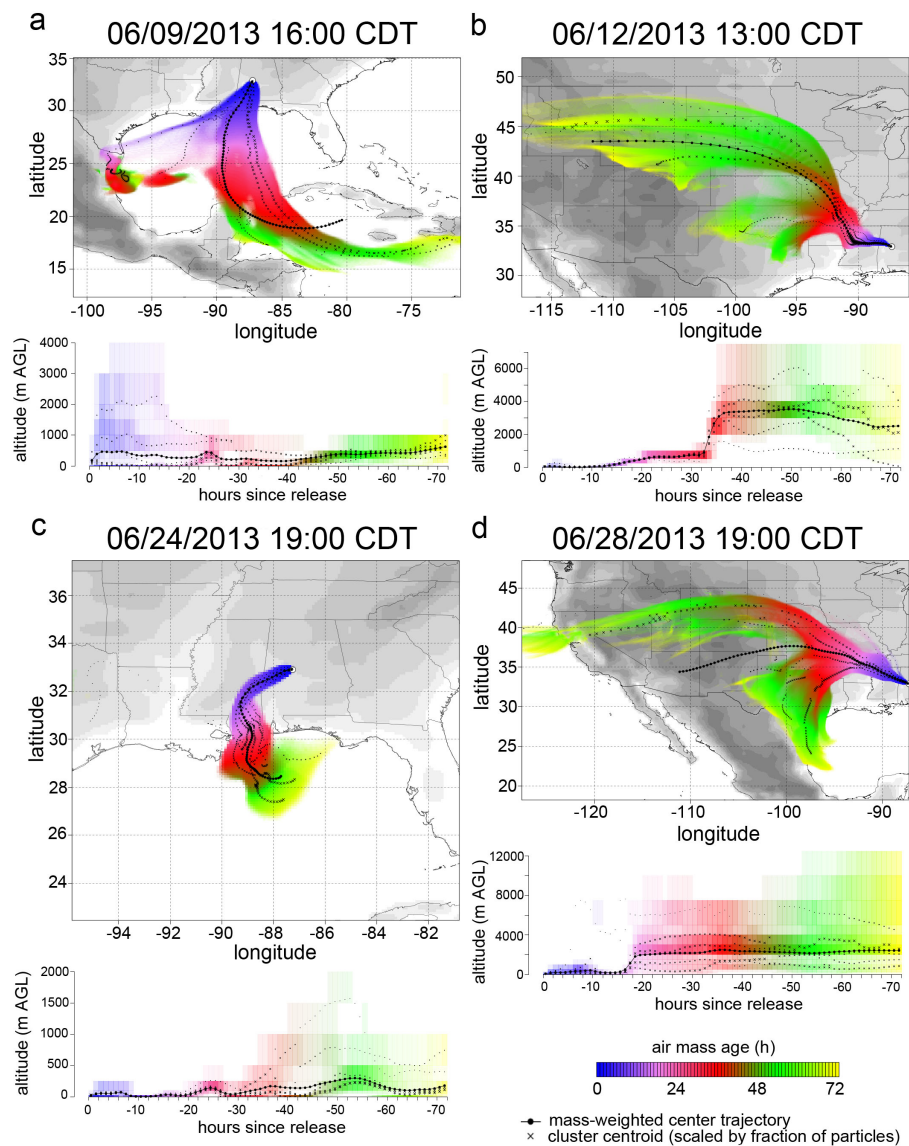 a
06/09/2013 16:00 CDT
35
30
25
20
15
latitude
-100 -95 -90 -85 -80 -75
longitude
4000
3000
2000
1000
0
altitude (m AGL)
0 -10 -20 -30 -40 -50 -60 -70
hours since release
b
06/12/2013 13:00 CDT
50
45
40
35
30
latitude
-115 -110 -105 -100 -95 -90
longitude
6000
4000
2000
0
altitude (m AGL)
0 -10 -20 -30 -40 -50 -60 -70
hours since release
c
06/24/2013 19:00 CDT
36
33
32
30
28
26
24
latitude
-94 -92 -90 -88 -86 -84 -82
longitude
2000
1500
1000
500
0
altitude (m AGL)
0 -10 -20 -30 -40 -50 -60 -70
hours since release
d
06/28/2013 19:00 CDT
45
40
35
30
25
20
latitude
-120 -110 -100 -90
longitude
12000
8000
4000
2000
0
altitude (m AGL)
0 -10 -20 -30 -40 -50 -60 -70
hours since release
air mass age (h)
0 24 48 72
mass-weighted center trajectory
cluster centroid (scaled by fraction of particles)